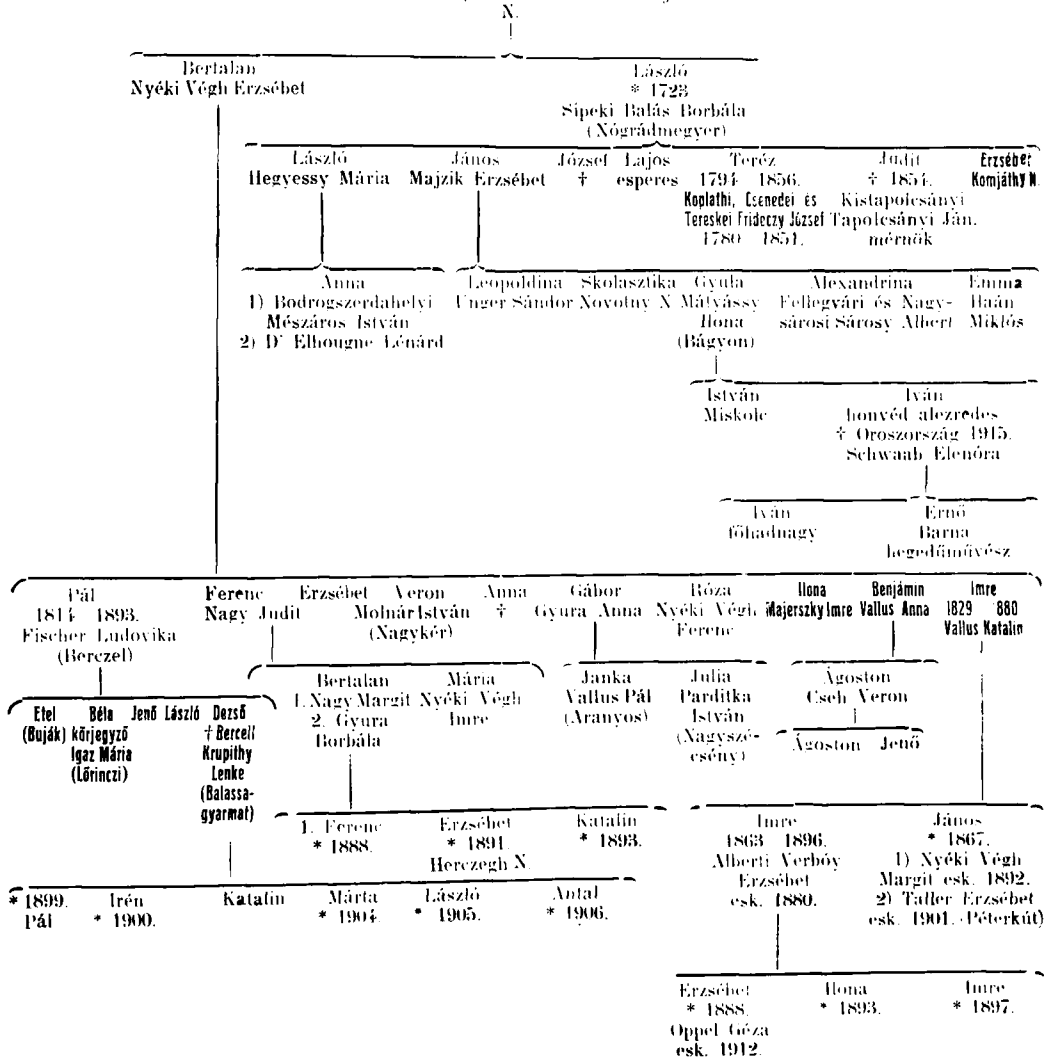 N.
Bertalan László
Nyéki Végh Erzsébet * 1723
Sipeki Balás Borbála
(Nógrádmegyer)
László János József Lajos Teréz Judit Erzsébet
Hegyessy Mária Majzik Erzsébet † esperes 1794 1856. † 1854. Komjáthy N.
Koplathi, Csenedei és Kistapolcsányi
Tereskei Frideczy József Tapolcsányi Ján.
1780 1851. mérnök
Anna Leopoldina Skolasztika Gyula Alexandrina Emma
1) Bodrogszerdahelyi Unger Sándor Novotny N Mátyássy Fellegvári és Nagy- Haán
Mészáros István Ilona sárosi Sárosy Albert Miklós
2) D' Elhougne Lénárd (Bágyon)
István Iván
Miskolc honvéd alezredes
† Oroszország 1915.
Schwaab Elenóra
Iván Ernő
főhadnagy Barna
hegedűművész
Pál Ferenc Erzsébet Veron Anna Gábor Róza Ilona Benjámin Imre
1814 1893. Nagy Judit Molnár István † Gyura Anna Nyéki Végh Majerszky Imre Vallus Anna 1829 880
Fischer Ludovika (Nagykér) Ferenc Vallus Katalin
(Berczel)
Bertalan Mária Janka Julia Ágoston
1. Nagy Margit Nyéki Végh Vallus Pál Parditka Cseh Veron
2. Gyura Imre (Aranyos) István
Borbála (Nagyszé-
csény) Ágoston Jenő
Etel Béla Jenő László Dezső
(Buják) körjegyző † Bercell
Igaz Mária Krupithy
(Lőrinczi) Lenke
(Balassa-
gyarmat)
1. Ferenc Erzsébet Katalin Imre János
* 1888. * 1891. * 1893. 1863 1896. * 1867.
Herczegh N. Alberti Verbóy 1) Nyéki Végh
Erzsébet Margit esk. 1892.
esk. 1880. 2) Taller Erzsébet
esk. 1901. (Péterkút)
* 1899. Irén Katalin Márta László Antal
Pál * 1900. * 1904. * 1905. * 1906.
Erzsébet Ilona Imre
* 1888. * 1893. * 1897.
Oppel Géza
esk. 1912.